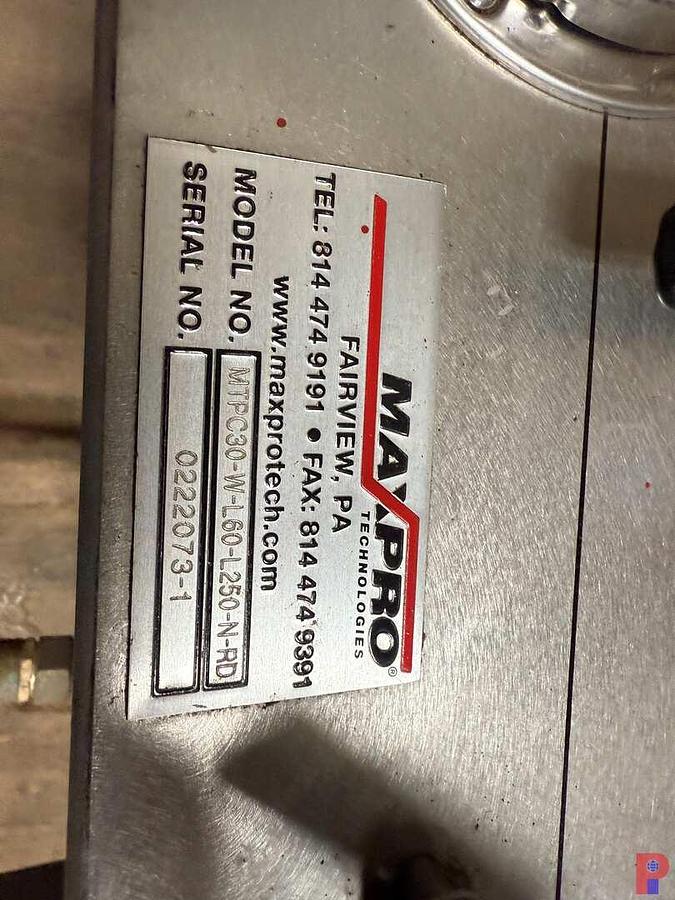 MAXPRO®
TECHNOLOGIES
FAIRVIEW, PA
TEL: 814 474 9191 • FAX: 814 474 9391
www.maxprotech.com
MODEL NO. MTPC30-W-L60-L250-N-RD
SERIAL NO. 0222073-1